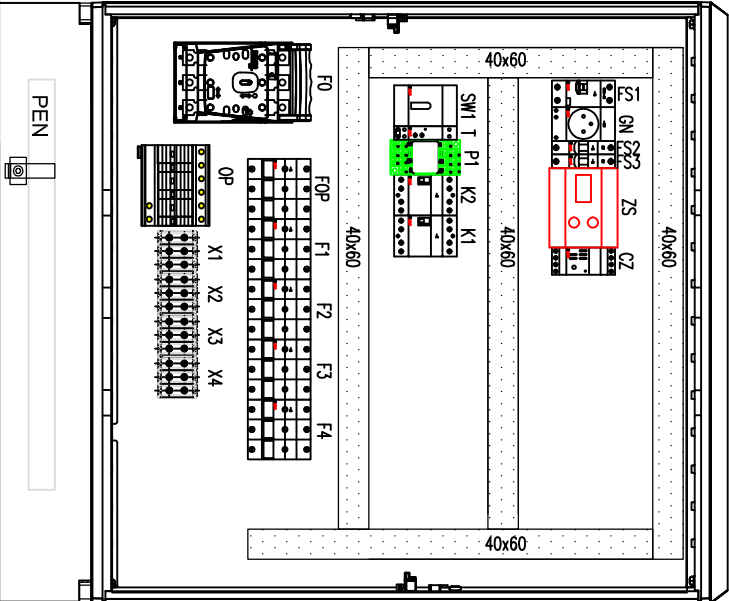 40x60
FS1
GN
FS2
FS3
ZS
CZ
40x60
40x60
SW1
T
P1
K2
K1
40x60
40x60
F0
FOP
F1
F2
F3
F4
OP
X1
X2
X3
X4
PEN